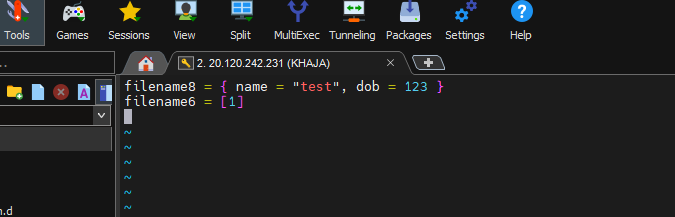 Tools Games Sessions View Split MultiExec Tunneling Packages Settings Help
..
2. 20.120.242.231 (KHAJA)
filename8 = { name = "test", dob = 123 }
filename6 = [1]
~
~
~
~
~
~
n.d